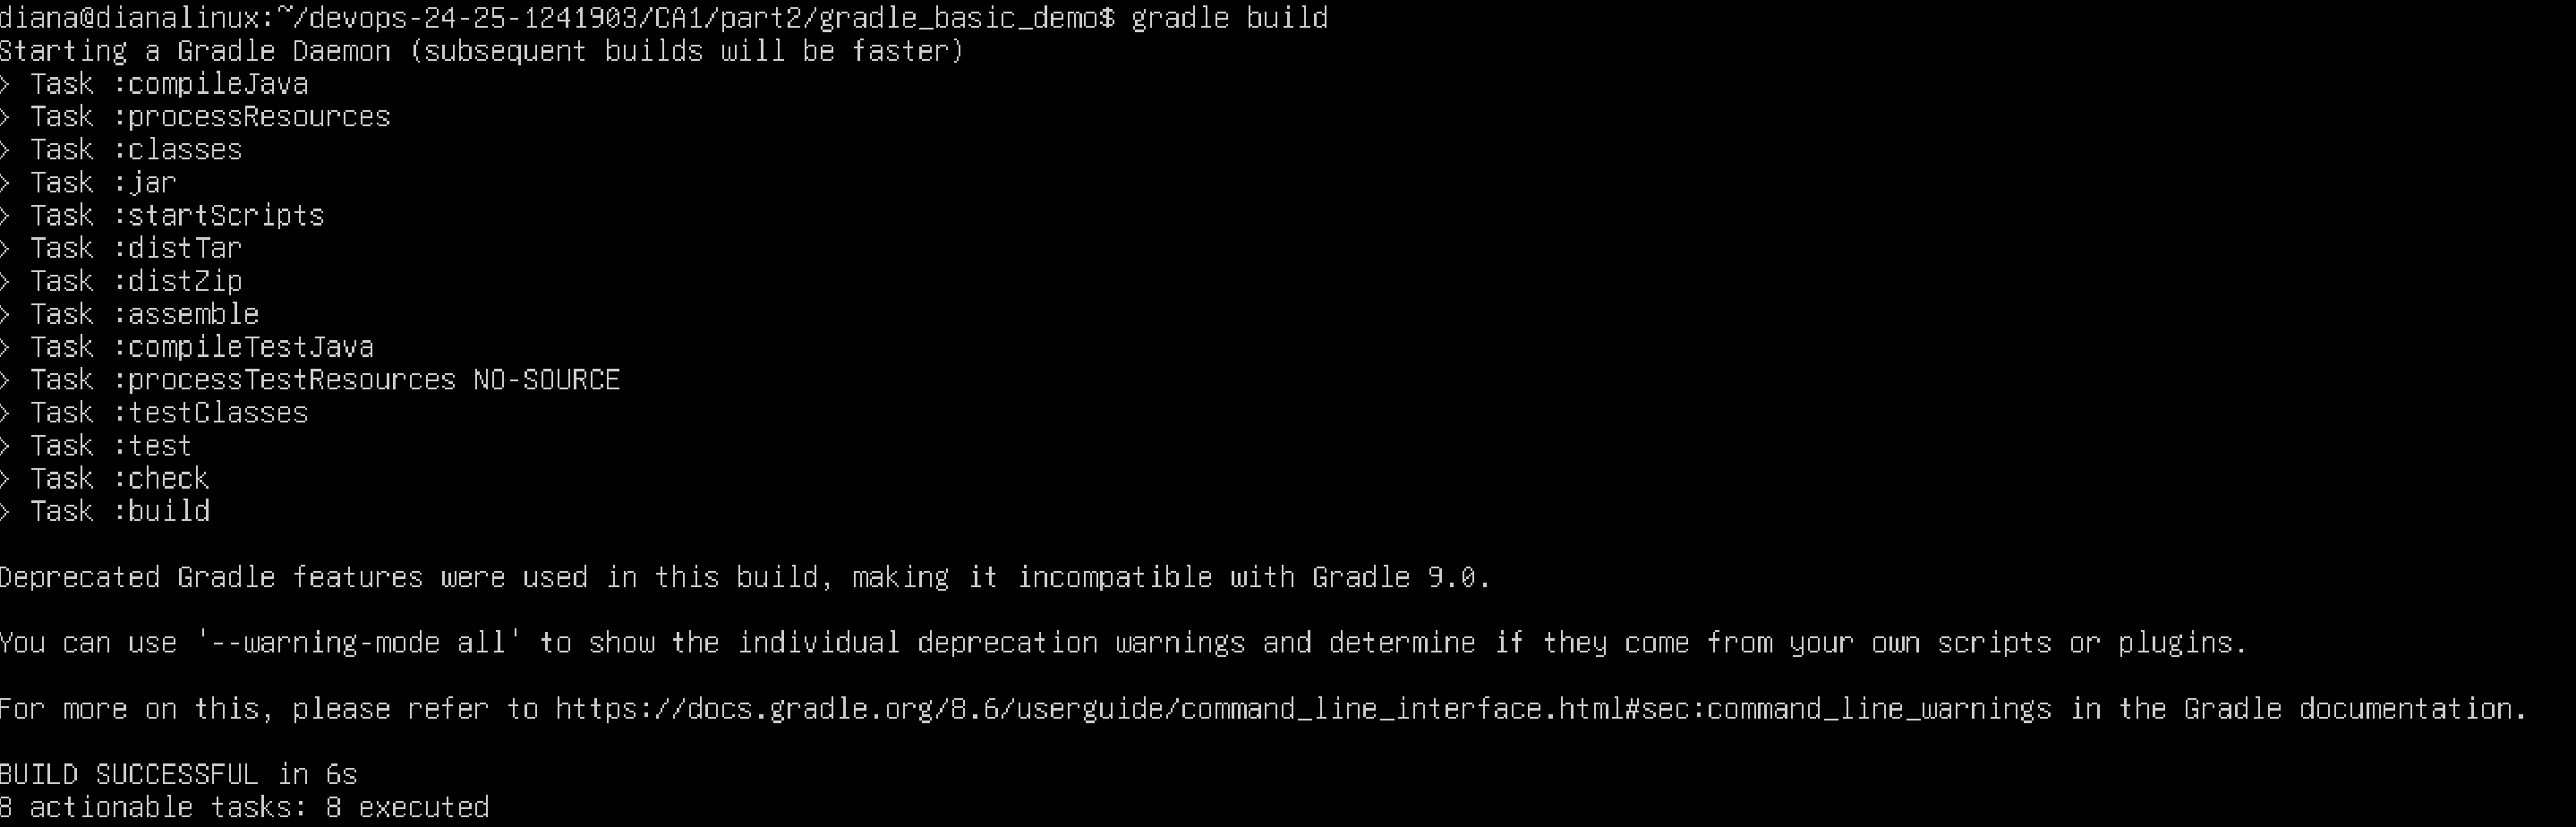 diana@dianalinux:~/devops-24-25-1241903/CA1/part2/gradle_basic_demo$ gradle build
Starting a Gradle Daemon (subsequent builds will be faster)
> Task :compileJava
> Task :processResources
> Task :classes
> Task :jar
> Task :startScripts
> Task :distTar
> Task :distZip
> Task :assemble
> Task :compileTestJava
> Task :processTestResources NO-SOURCE
> Task :testClasses
> Task :test
> Task :check
> Task :build
Deprecated Gradle features were used in this build, making it incompatible with Gradle 9.0.
You can use '--warning-mode all' to show the individual deprecation warnings and determine if they come from your own scripts or plugins.
For more on this, please refer to https://docs.gradle.org/8.6/userguide/command_line_interface.html#sec:command_line_warnings in the Gradle documentation.
BUILD SUCCESSFUL in 6s
8 actionable tasks: 8 executed